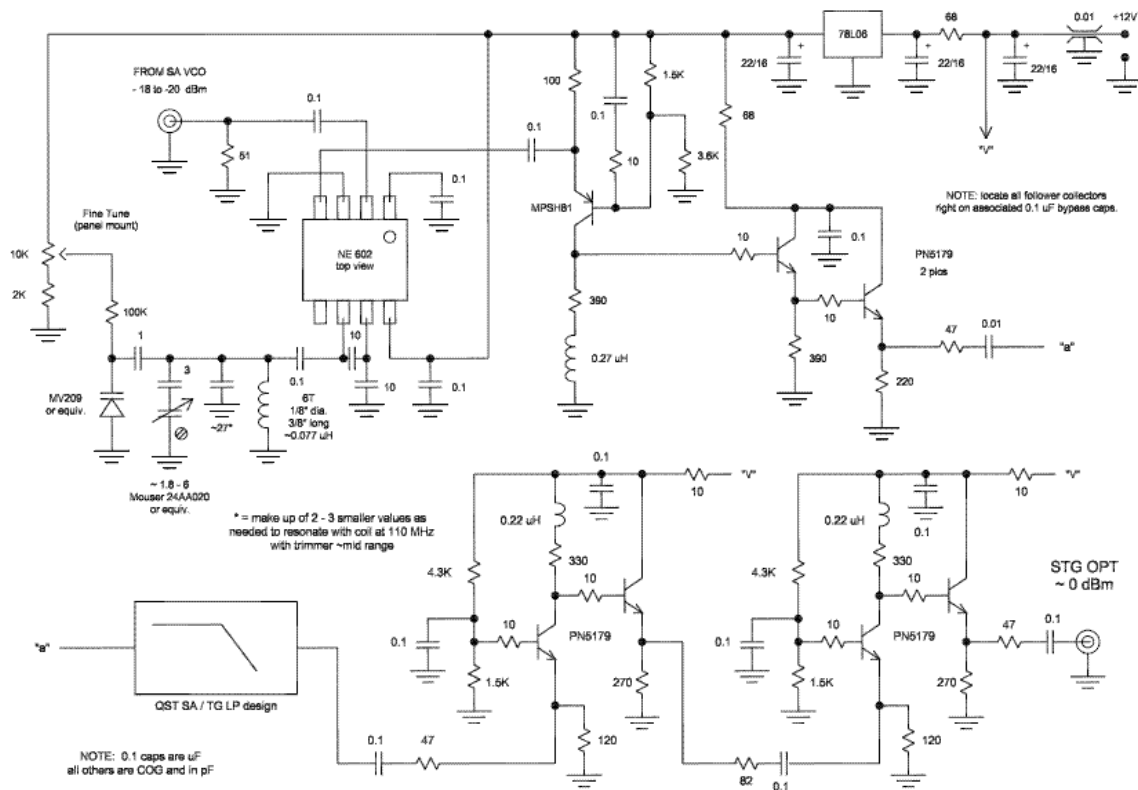 FROM SA VCO
- 18 to -20 dBm
0.1
51
Fine Tune
(panel mount)
10K
2K
100K
NE 602
top view
0.1
0.1
100
0.1
10
1.5K
3.6K
MPSH81
390
0.27 uH
68
22/16
+
78L06
22/16
+
68
22/16
+
0.01
+12V
"V"
NOTE: locate all follower collectors
right on associated 0.1 uF bypass caps.
10
0.1
PN5179
2 plcs
10
390
220
47
0.01
"a"
1
3
MV209
or equiv.
~27*
0.1
6T
1/8" dia.
3/8" long
~0.077 uH
10
10
0.1
~ 1.8 - 6
Mouser 24AA020
or equiv.
* = make up of 2 - 3 smaller values as
needed to resonate with coil at 110 MHz
with trimmer ~mid range
"a"
QST SA / TG LP design
NOTE: 0.1 caps are uF
all others are COG and in pF
0.1
47
4.3K
0.1
1.5K
10
0.22 uH
330
0.1
10
"V"
10
PN5179
270
120
82
0.1
4.3K
0.1
1.5K
10
0.22 uH
330
0.1
10
"V"
10
PN5179
270
120
47
0.1
STG OPT
~ 0 dBm